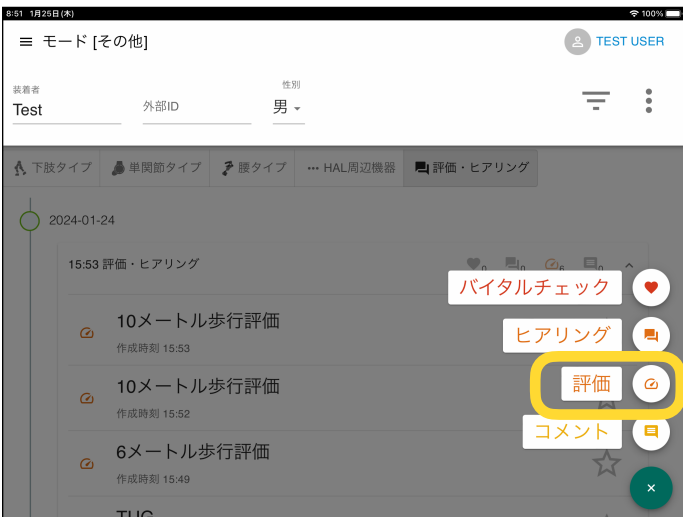 8:51 1月25日(木)
100%
モード [その他]
TEST USER
装着者
性別
Test
外部ID
男
下肢タイプ
単関節タイプ
腰タイプ
HAL周辺機器
評価・ヒアリング
2024-01-24
15:53 評価・ヒアリング
0 0 6 0
バイタルチェック
10メートル歩行評価
作成時刻 15:53
ヒアリング
10メートル歩行評価
作成時刻 15:52
評価
コメント
6メートル歩行評価
作成時刻 15:49
TUG